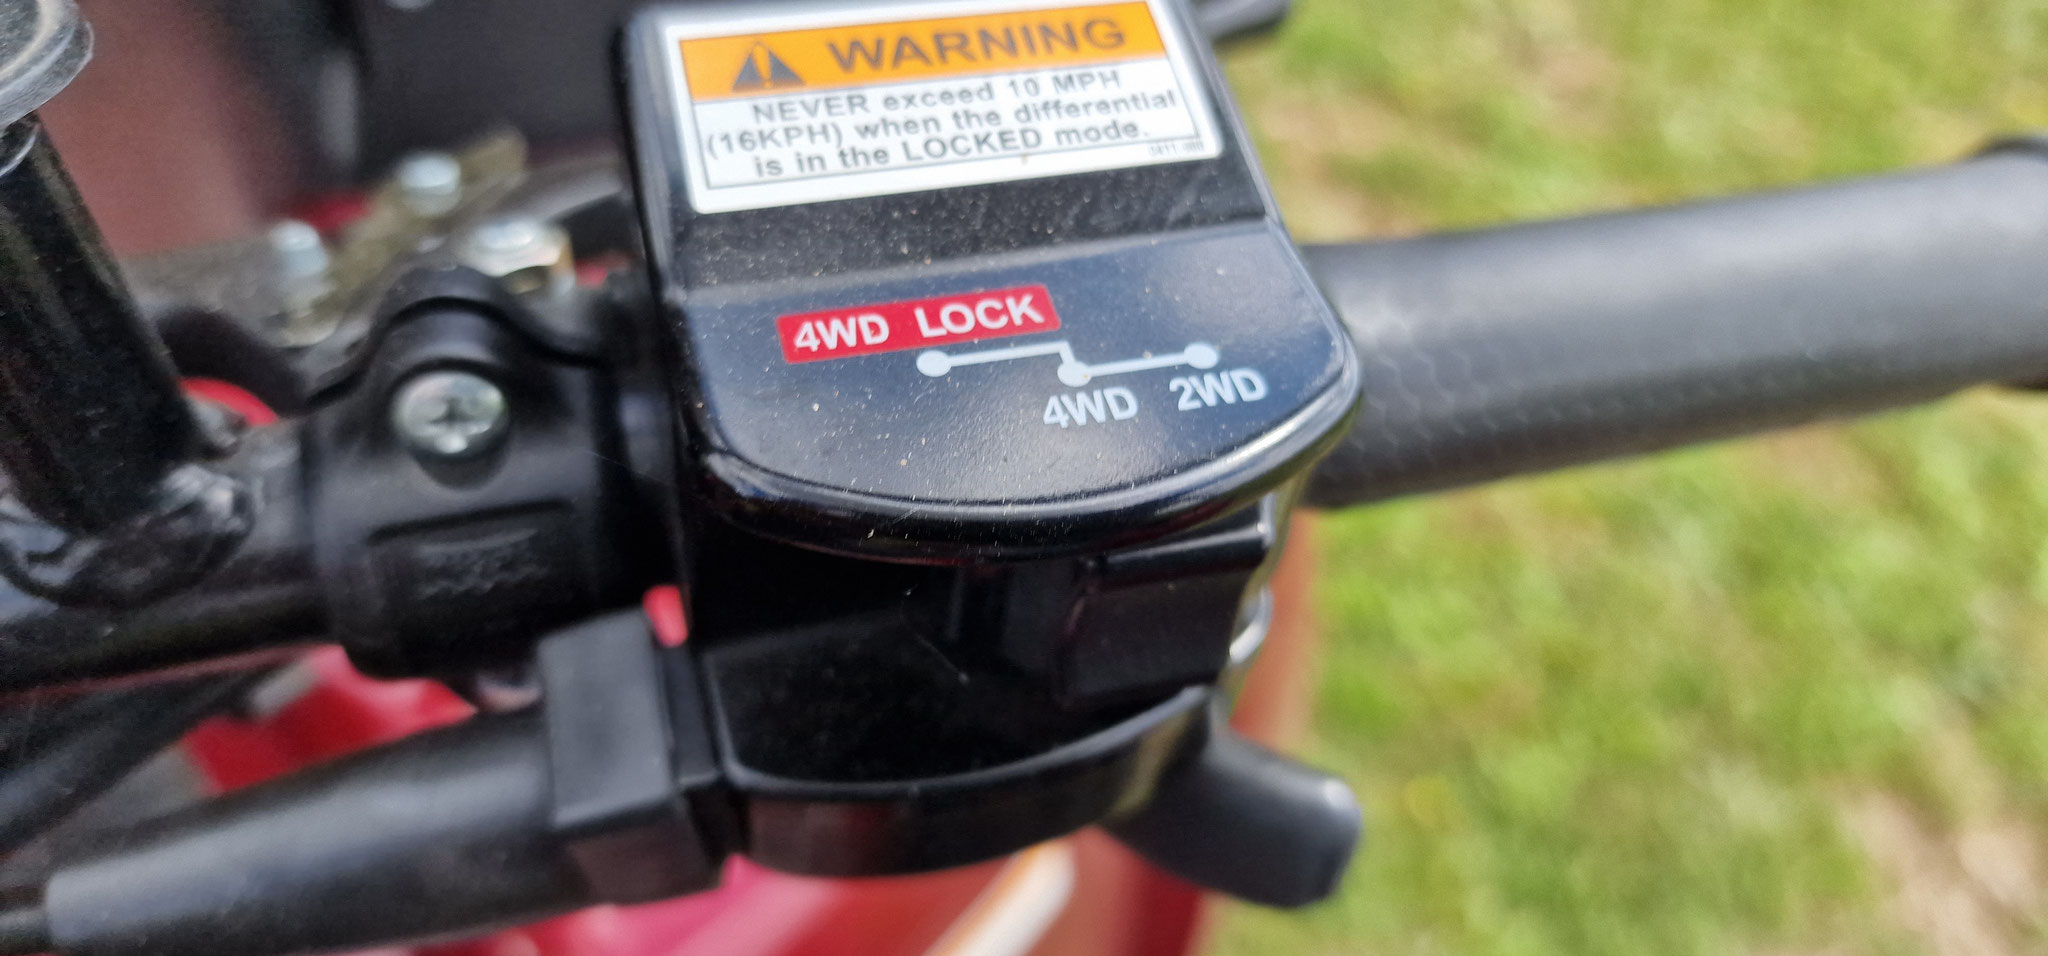 WARNING
NEVER exceed 10 MPH
(16KPH) when the differential
is in the LOCKED mode.
4WD LOCK
4WD 2WD